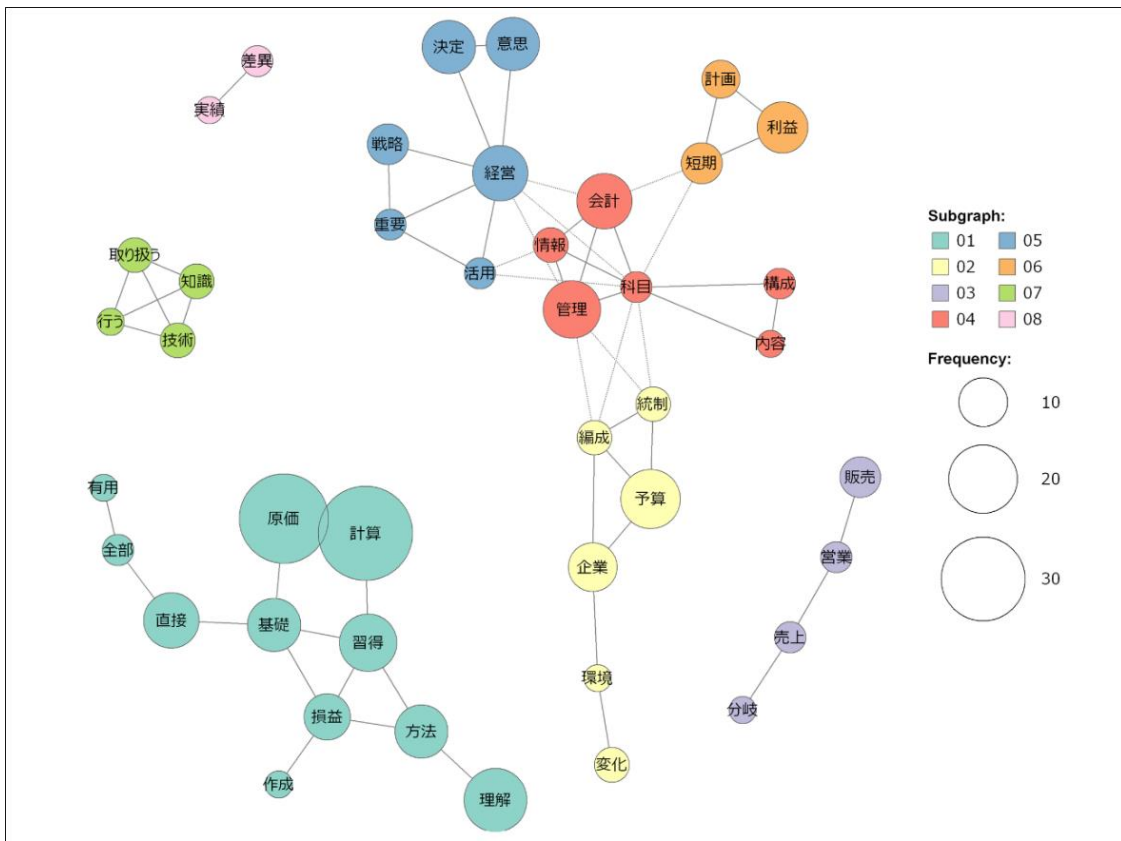 決定
意思
差異
実績
計画
利益
戦略
短期
経営
会計
重要
情報
取り扱う
知識
活用
科目
構成
管理
行う
技術
内容
統制
編成
有用
原価
計算
予算
販売
全部
企業
営業
直接
基礎
習得
売上
環境
損益
方法
分岐
作成
理解
変化
Subgraph:
01 05
02 06
03 07
04 08
Frequency:
10
20
30